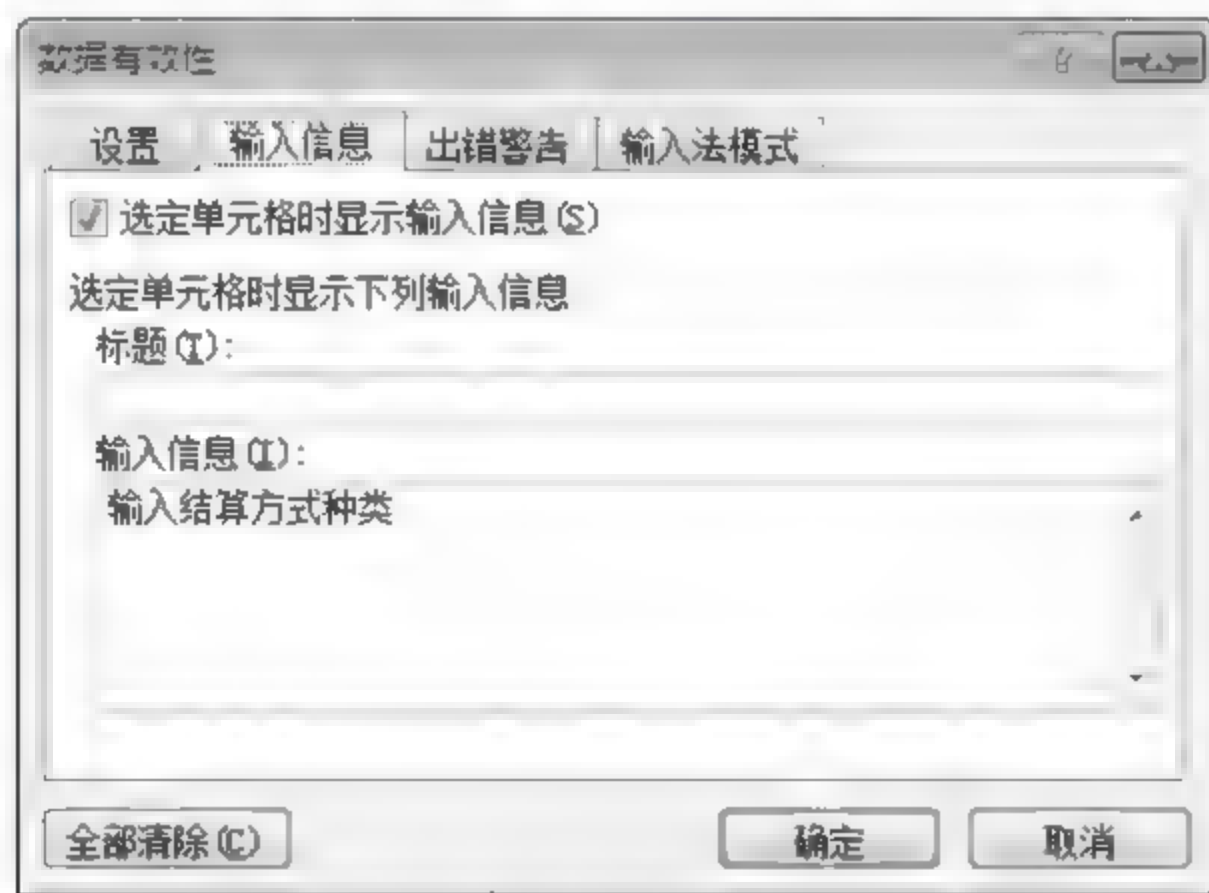 数据有效性
设置 输入信息 出错警告 输入法模式
选定单元格时显示输入信息(S)
选定单元格时显示下列输入信息
标题(T):
输入信息(I):
输入结算方式种类
全部清除(C) 确定 取消